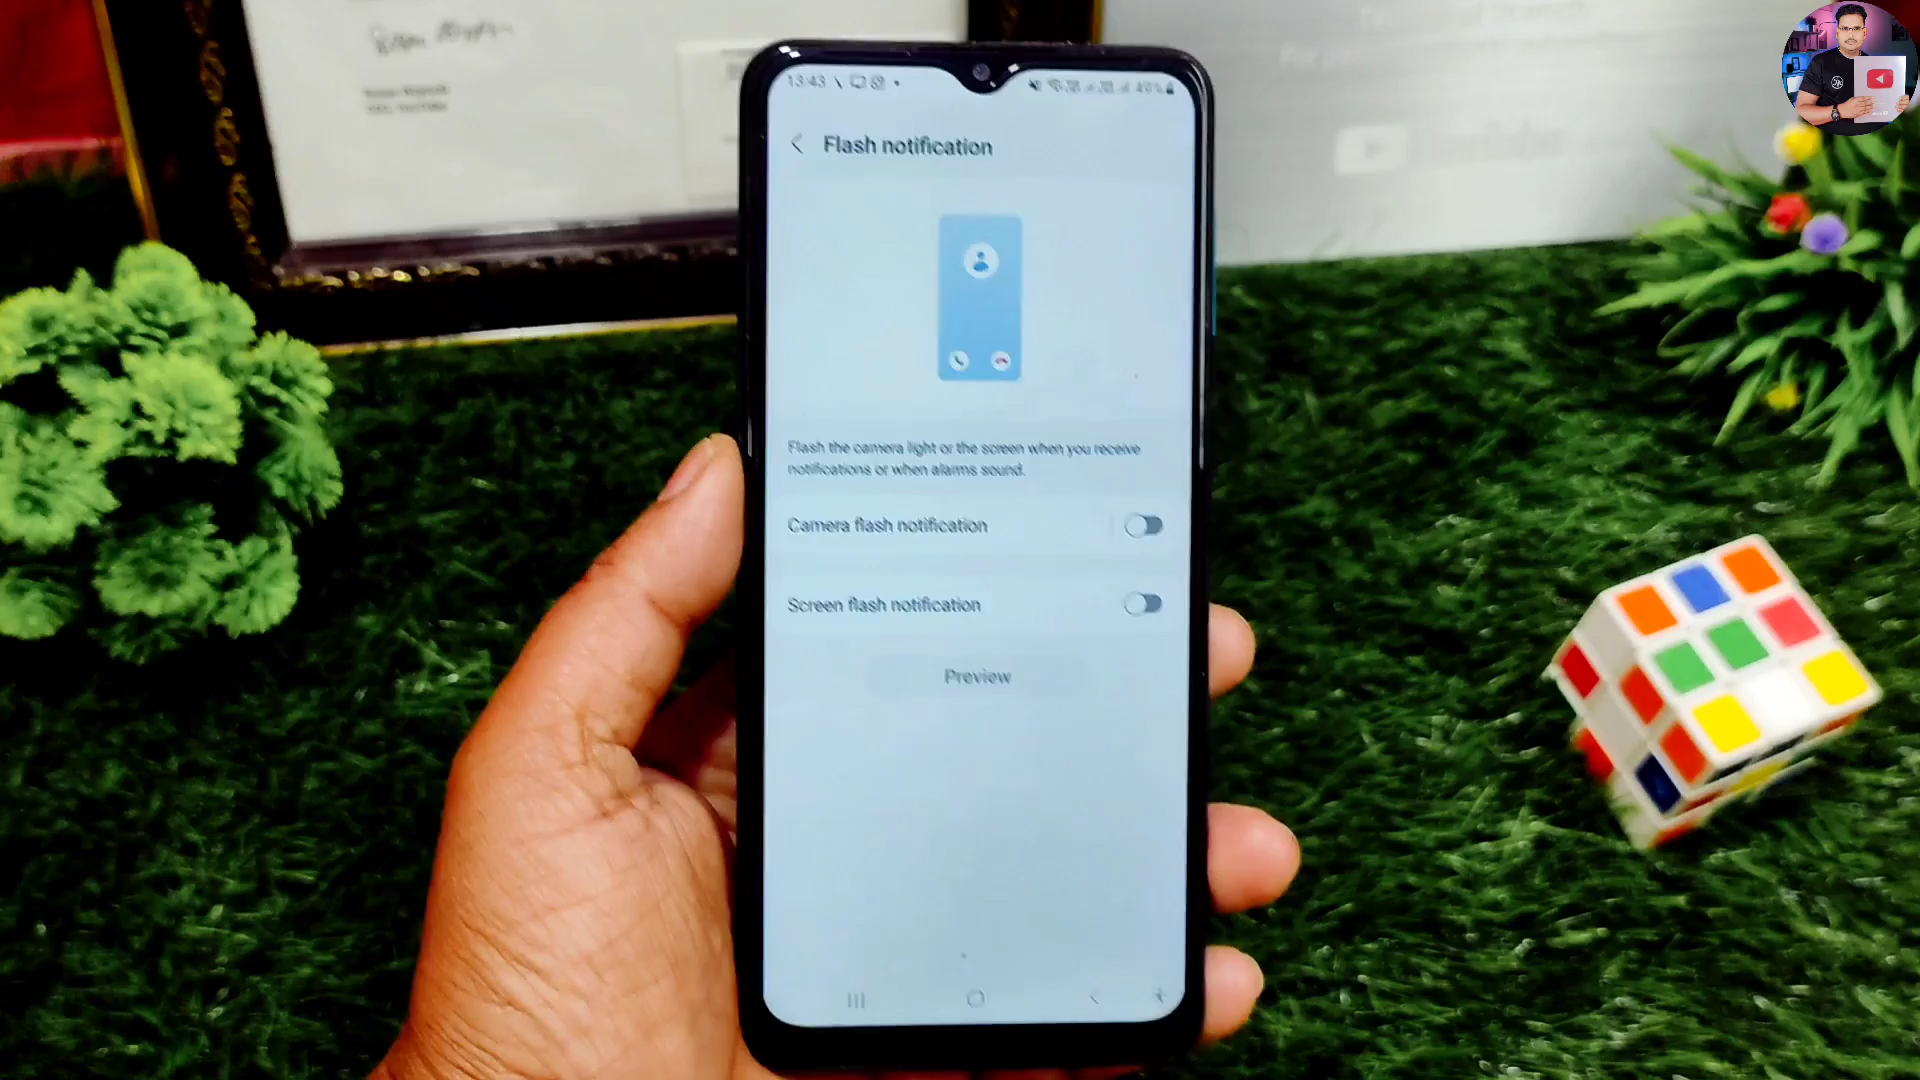 13:43
Flash notification
Flash the camera light or the screen when you receive
notifications or when alarms sound.
Camera flash notification
Screen flash notification
Preview